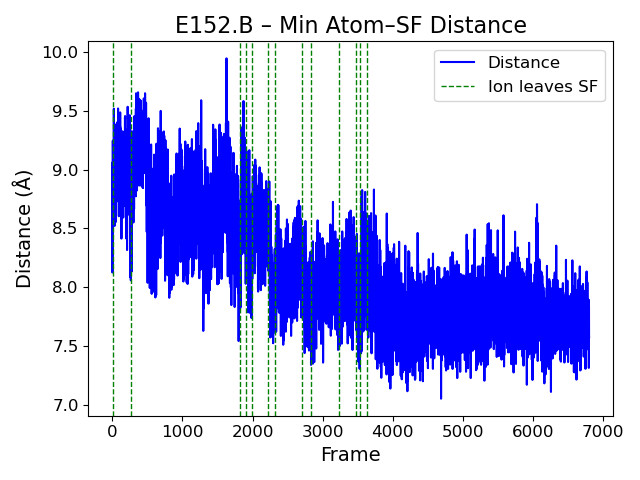 E152.B – Min Atom–SF Distance
Distance (Å)
10.0
9.5
9.0
8.5
8.0
7.5
7.0
Distance
Ion leaves SF
0 1000 2000 3000 4000 5000 6000 7000
Frame